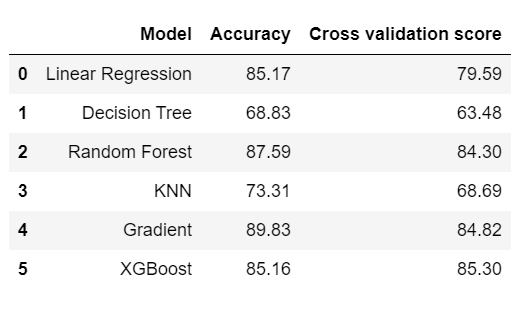 Model Accuracy Cross validation score
0 Linear Regression 85.17 79.59
1 Decision Tree 68.83 63.48
2 Random Forest 87.59 84.30
3 KNN 73.31 68.69
4 Gradient 89.83 84.82
5 XGBoost 85.16 85.30